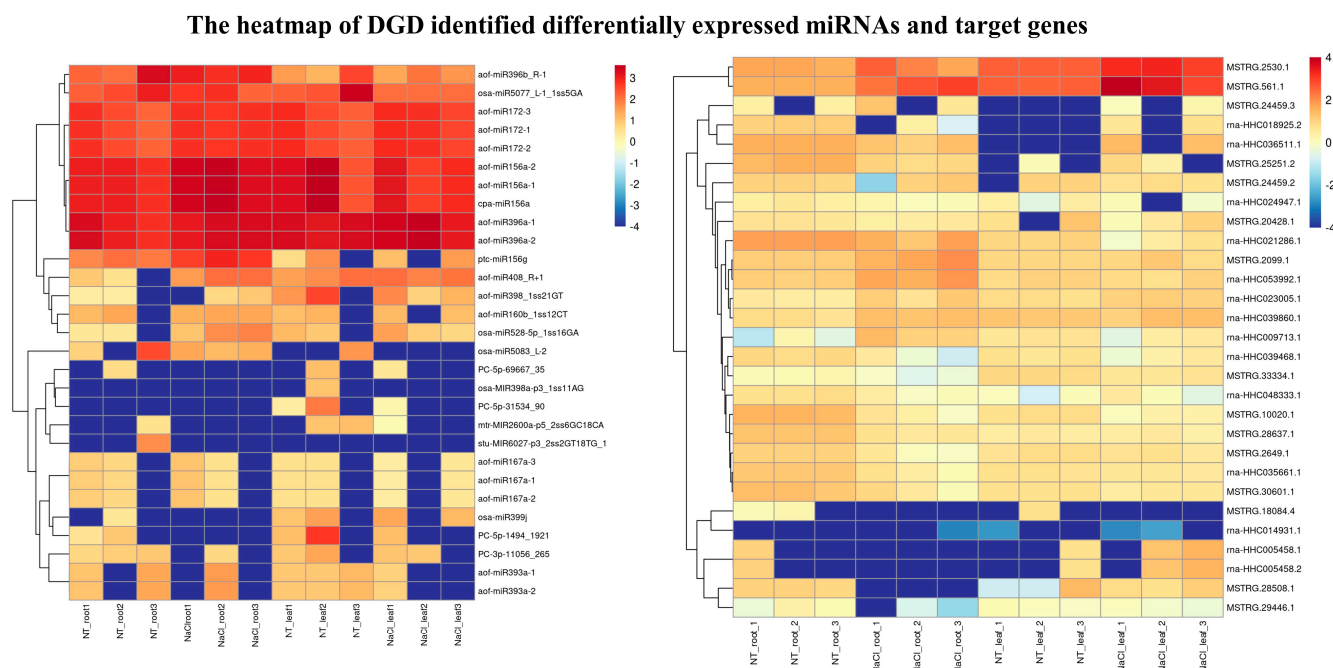 The heatmap of DGD identified differentially expressed miRNAs and target genes
aof-miR396b_R-1
osa-miR5077_L-1_1ss5GA
aof-miR172-3
aof-miR172-1
aof-miR172-2
aof-miR156a-2
aof-miR156a-1
cpa-miR156a
aof-miR396a-1
aof-miR396a-2
ptc-miR156g
aof-miR408_R+1
aof-miR398_1ss21GT
aof-miR160b_1ss12CT
osa-miR528-5p_1ss16GA
osa-miR5083_L-2
PC-5p-69667_35
osa-MIR398a-p3_1ss11AG
PC-5p-31534_90
mtr-MIR2600a-p5_2ss6GC18CA
stu-MIR6027-p3_2ss2GT18TG_1
aof-miR167a-3
aof-miR167a-1
aof-miR167a-2
osa-miR399j
PC-5p-1494_1921
PC-3p-11056_265
aof-miR393a-1
aof-miR393a-2
NT_root1
NT_root2
NT_root3
NaClroot1
NaCl_root2
NaCl_root3
NT_leaf1
NT_leaf2
NT_leaf3
NaCl_leaf1
NaCl_leaf2
NaCl_leaf3
3
2
1
0
-1
-2
-3
-4
MSTRG.2530.1
MSTRG.561.1
MSTRG.24459.3
rna-HHC018925.2
rna-HHC036511.1
MSTRG.25251.2
MSTRG.24459.2
rna-HHC024947.1
MSTRG.20428.1
rna-HHC021286.1
MSTRG.2099.1
rna-HHC053992.1
rna-HHC023005.1
rna-HHC039860.1
rna-HHC009713.1
rna-HHC039468.1
MSTRG.33334.1
rna-HHC048333.1
MSTRG.10020.1
MSTRG.28637.1
MSTRG.2649.1
rna-HHC035661.1
MSTRG.30601.1
MSTRG.18084.4
rna-HHC014931.1
rna-HHC005458.1
rna-HHC005458.2
MSTRG.28508.1
MSTRG.29446.1
NT_root_1
NT_root_2
NT_root_3
NaCl_root_1
NaCl_root_2
NaCl_root_3
NT_leaf_1
NT_leaf_2
NT_leaf_3
NaCl_leaf_1
NaCl_leaf_2
NaCl_leaf_3
4
2
0
-2
-4